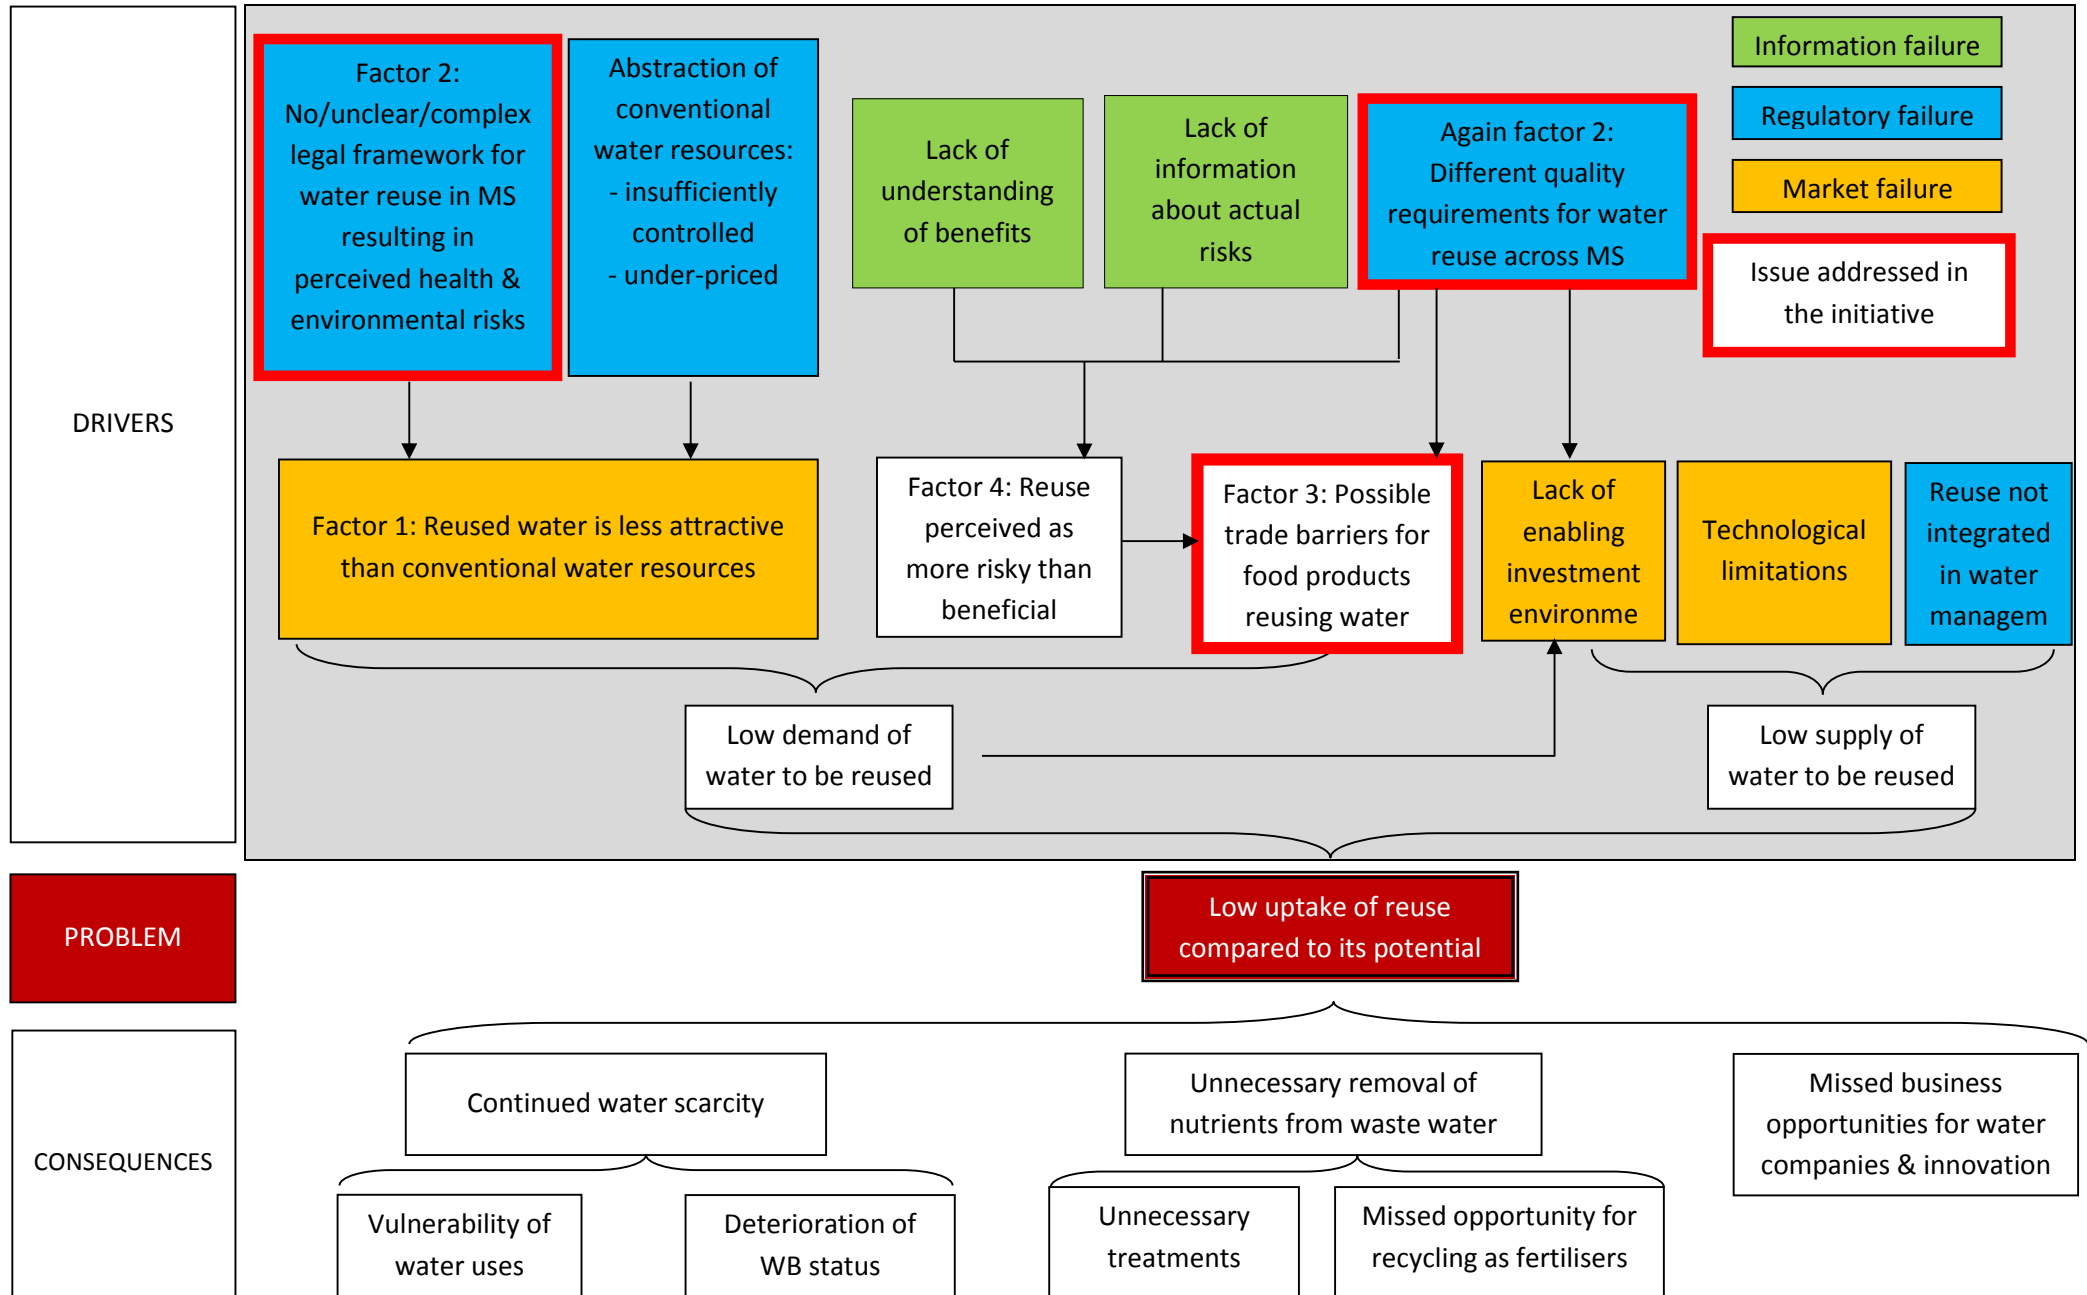 DRIVERS
Factor 2:
No/unclear/complex
legal framework for
water reuse in MS
resulting in
perceived health &
environmental risks
Abstraction of
conventional
water resources:
- insufficiently
controlled
- under-priced
Lack of
understanding
of benefits
Lack of
information
about actual
risks
Again factor 2:
Different quality
requirements for water
reuse across MS
Information failure
Regulatory failure
Market failure
Issue addressed in
the initiative
Factor 1: Reused water is less attractive
than conventional water resources
Factor 4: Reuse
perceived as
more risky than
beneficial
Factor 3: Possible
trade barriers for
food products
reusing water
Lack of
enabling
investment
environme
Technological
limitations
Reuse not
integrated
in water
managem
Low demand of
water to be reused
Low supply of
water to be reused
PROBLEM
Low uptake of reuse
compared to its potential
CONSEQUENCES
Continued water scarcity
Unnecessary removal of
nutrients from waste water
Missed business
opportunities for water
companies & innovation
Vulnerability of
water uses
Deterioration of
WB status
Unnecessary
treatments
Missed opportunity for
recycling as fertilisers